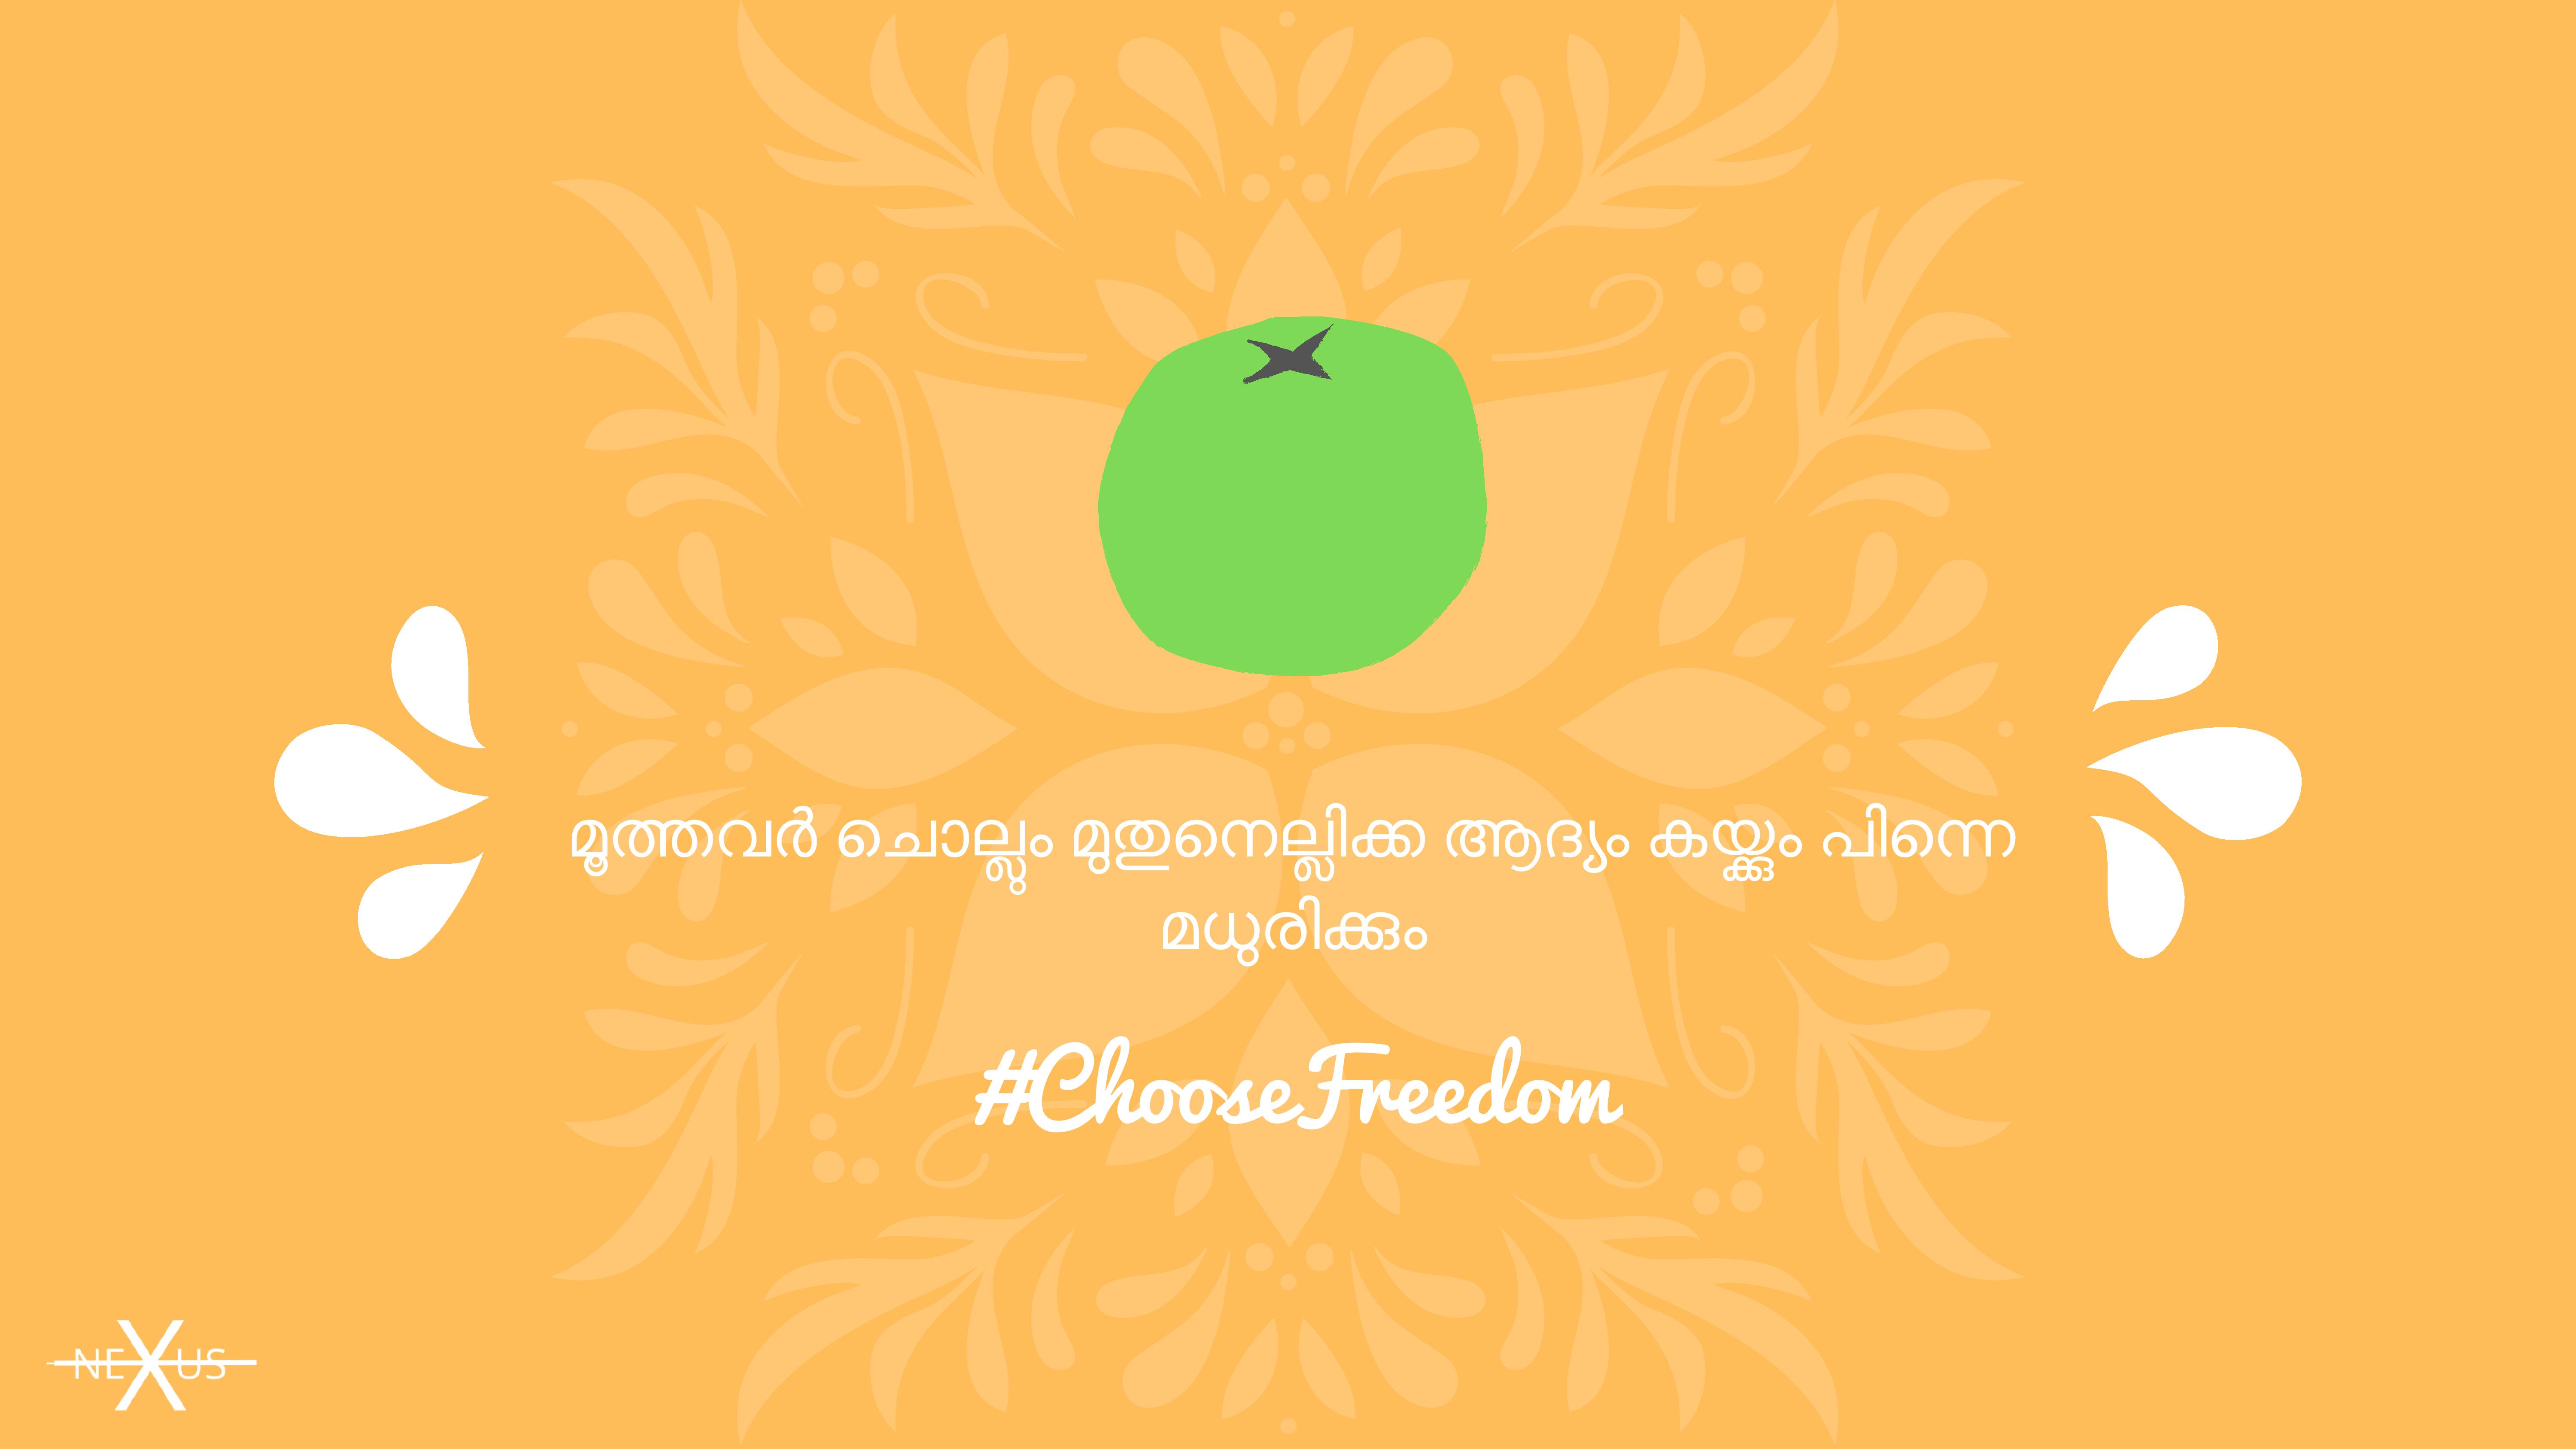 മൂത്തവർ ചൊല്ലും മുതുനെല്ലിക്ക ആദ്യം കയ്ക്കും പിന്നെ
മധുരിക്കും
#ChooseFreedom
NEXUS